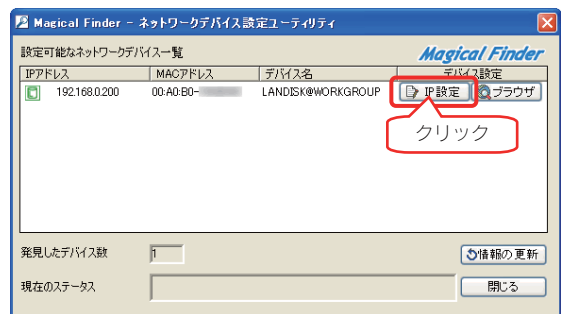 Magical Finder - ネットワークデバイス設定ユーティリティ
設定可能なネットワークデバイス一覧
Magical Finder
IPアドレス MACアドレス デバイス名 デバイス設定
192.168.0.200 00:A0:B0- LANDISK@WORKGROUP IP設定 ブラウザ
クリック
発見したデバイス数 1
情報の更新
現在のステータス
閉じる